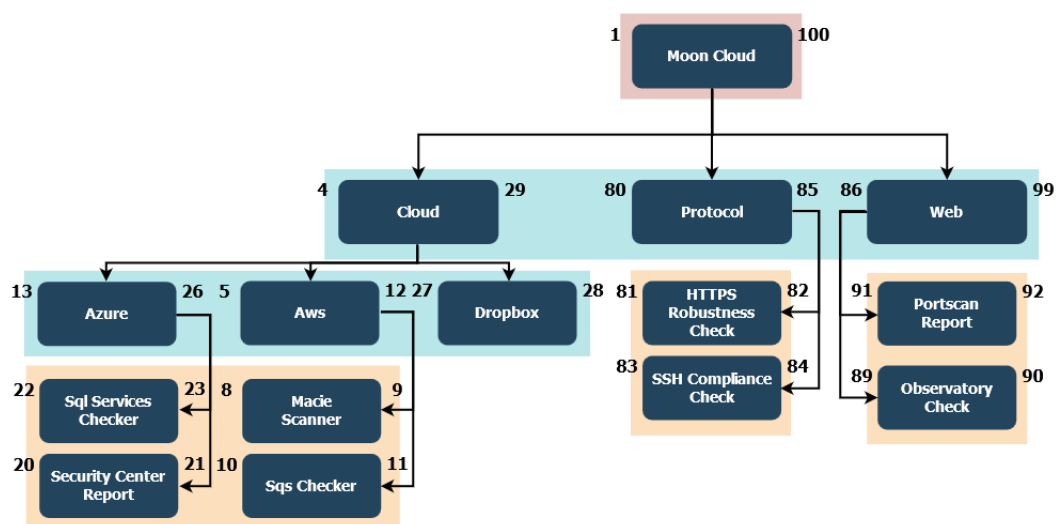 1
Moon Cloud
100
4
Cloud
29
80
Protocol
85
86
Web
99
13
Azure
26
5
Aws
12
27
Dropbox
28
81
HTTPS
Robustness
Check
82
91
Portscan
Report
92
83
SSH Compliance
Check
84
89
Observatory
Check
90
22
Sql Services
Checker
23
8
Macie
Scanner
9
20
Security Center
Report
21
10
Sqs Checker
11